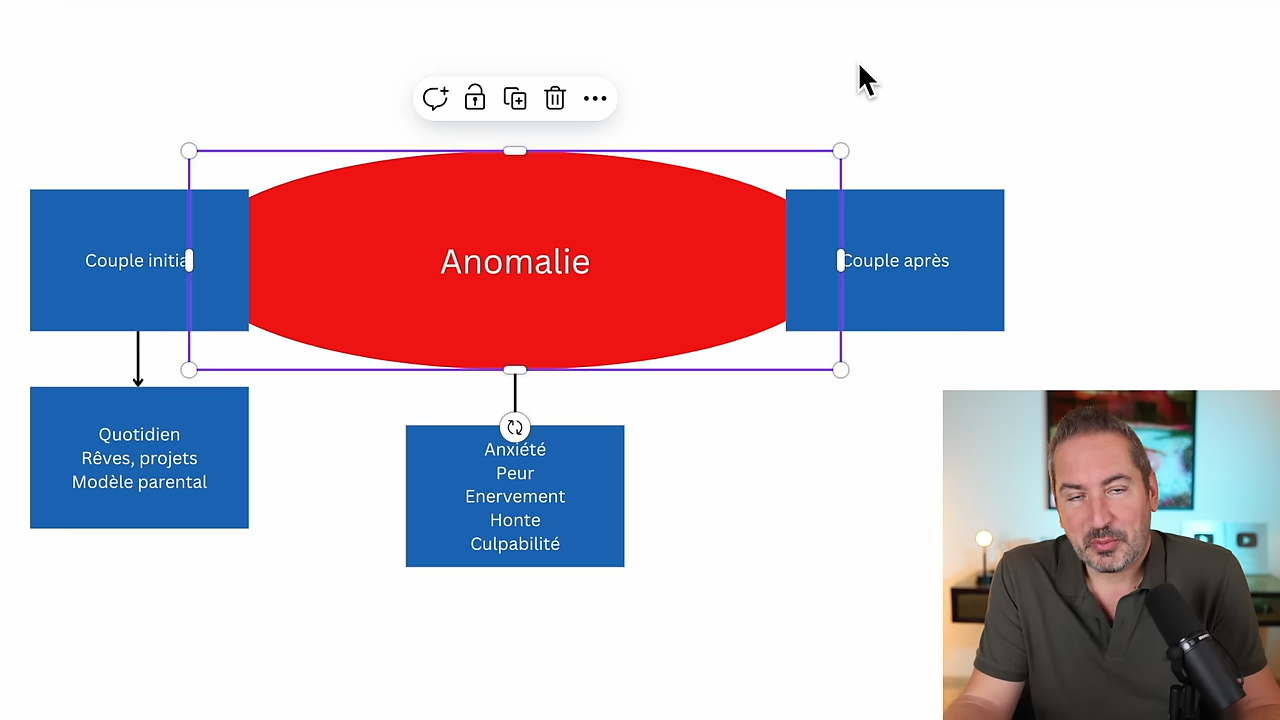 Couple initia
Anomalie
Couple après
Quotidien
Rêves, projets
Modèle parental
Anxiété
Peur
Enervement
Honte
Culpabilité